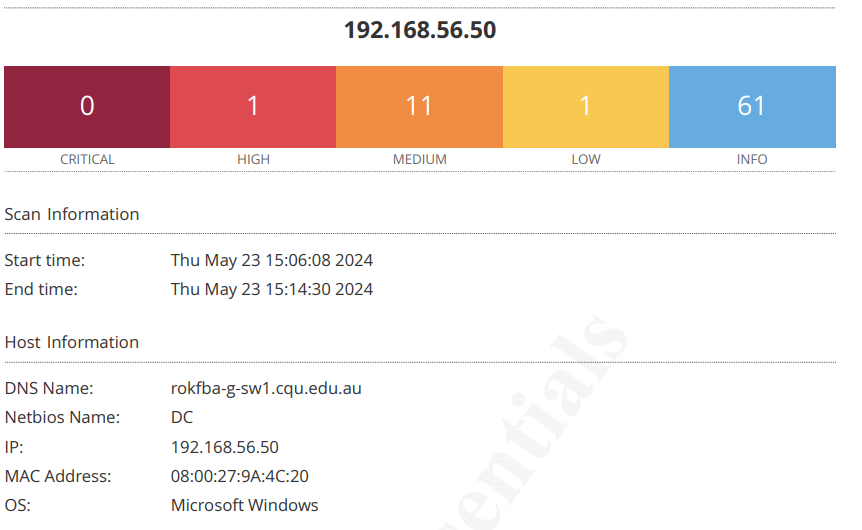 192.168.56.50
0 1 11 1 61
CRITICAL HIGH MEDIUM LOW INFO
Scan Information
Start time: Thu May 23 15:06:08 2024
End time: Thu May 23 15:14:30 2024
Host Information
DNS Name: rokfba-g-sw1.cqu.edu.au
Netbios Name: DC
IP: 192.168.56.50
MAC Address: 08:00:27:9A:4C:20
OS: Microsoft Windows
sentials